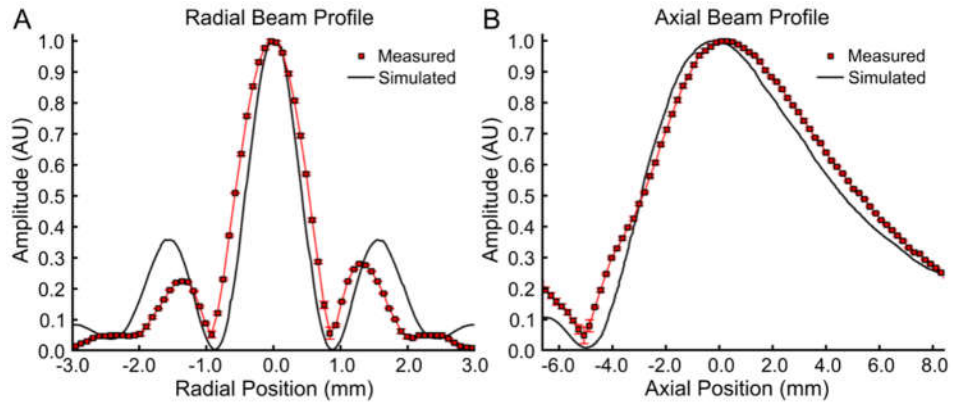 A Radial Beam Profile
1.0
0.9
0.8
0.7
0.6
0.5
0.4
0.3
0.2
0.1
0.0
Amplitude (AU)
Measured
Simulated
-3.0 -2.0 -1.0 0.0 1.0 2.0 3.0
Radial Position (mm)
B Axial Beam Profile
1.0
0.9
0.8
0.7
0.6
0.5
0.4
0.3
0.2
0.1
0.0
Amplitude (AU)
Measured
Simulated
-6.0 -4.0 -2.0 0.0 2.0 4.0 6.0 8.0
Axial Position (mm)